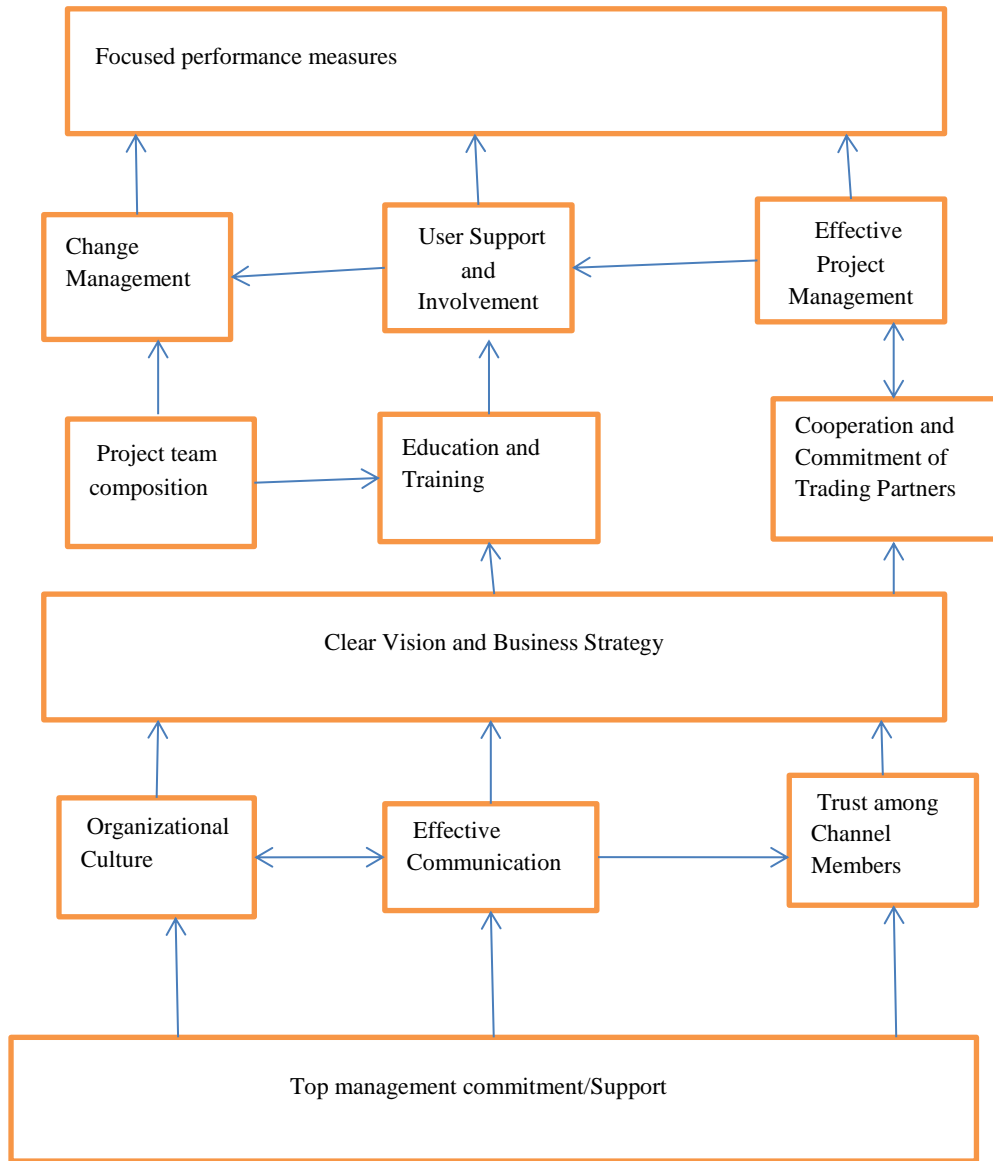 Focused performance measures
Change
Management
User Support
and
Involvement
Effective
Project
Management
Project team
composition
Education and
Training
Cooperation and
Commitment of
Trading Partners
Clear Vision and Business Strategy
Organizational
Culture
Effective
Communication
Trust among
Channel
Members
Top management commitment/Support